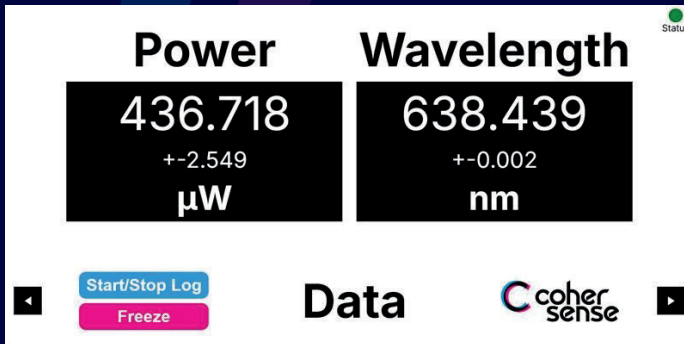 Power
Wavelength
Statu
436.718
+-2.549
µW
638.439
+-0.002
nm
Start/Stop Log
Freeze
Data
coher
sense